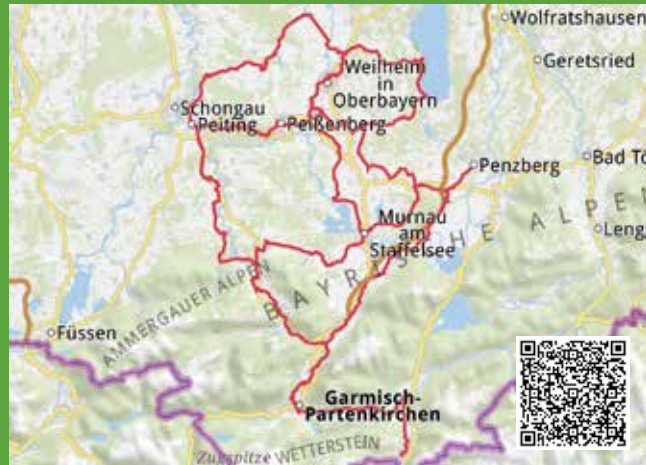 Wolfratshausen
Geretsried
Weilheim
in
Oberbayern
Schongau
Peiting
Peißenberg
Penzberg
Bad Tö
Murnau
am
Staffelsee
Leng
BAYRISCHE ALPEN
AMMERGAUER ALPEN
Füssen
Garmisch-
Partenkirchen
Zugspitze WETTERSTEIN